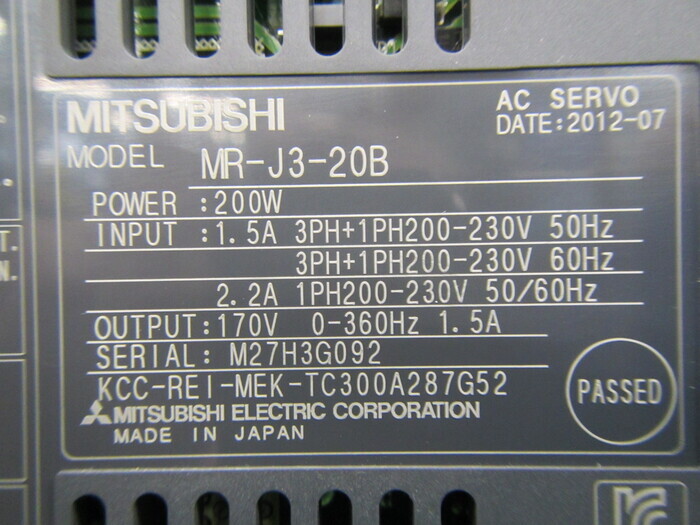 MITSUBISHI AC SERVO
DATE:2012-07
MODEL MR-J3-20B
POWER :200W
INPUT :1.5A 3PH+1PH200-230V 50Hz
3PH+1PH200-230V 60Hz
2.2A 1PH200-230V 50/60Hz
OUTPUT:170V 0-360Hz 1.5A
SERIAL: M27H3G092
KCC-REI-MEK-TC300A287G52
PASSED
MITSUBISHI ELECTRIC CORPORATION
MADE IN JAPAN